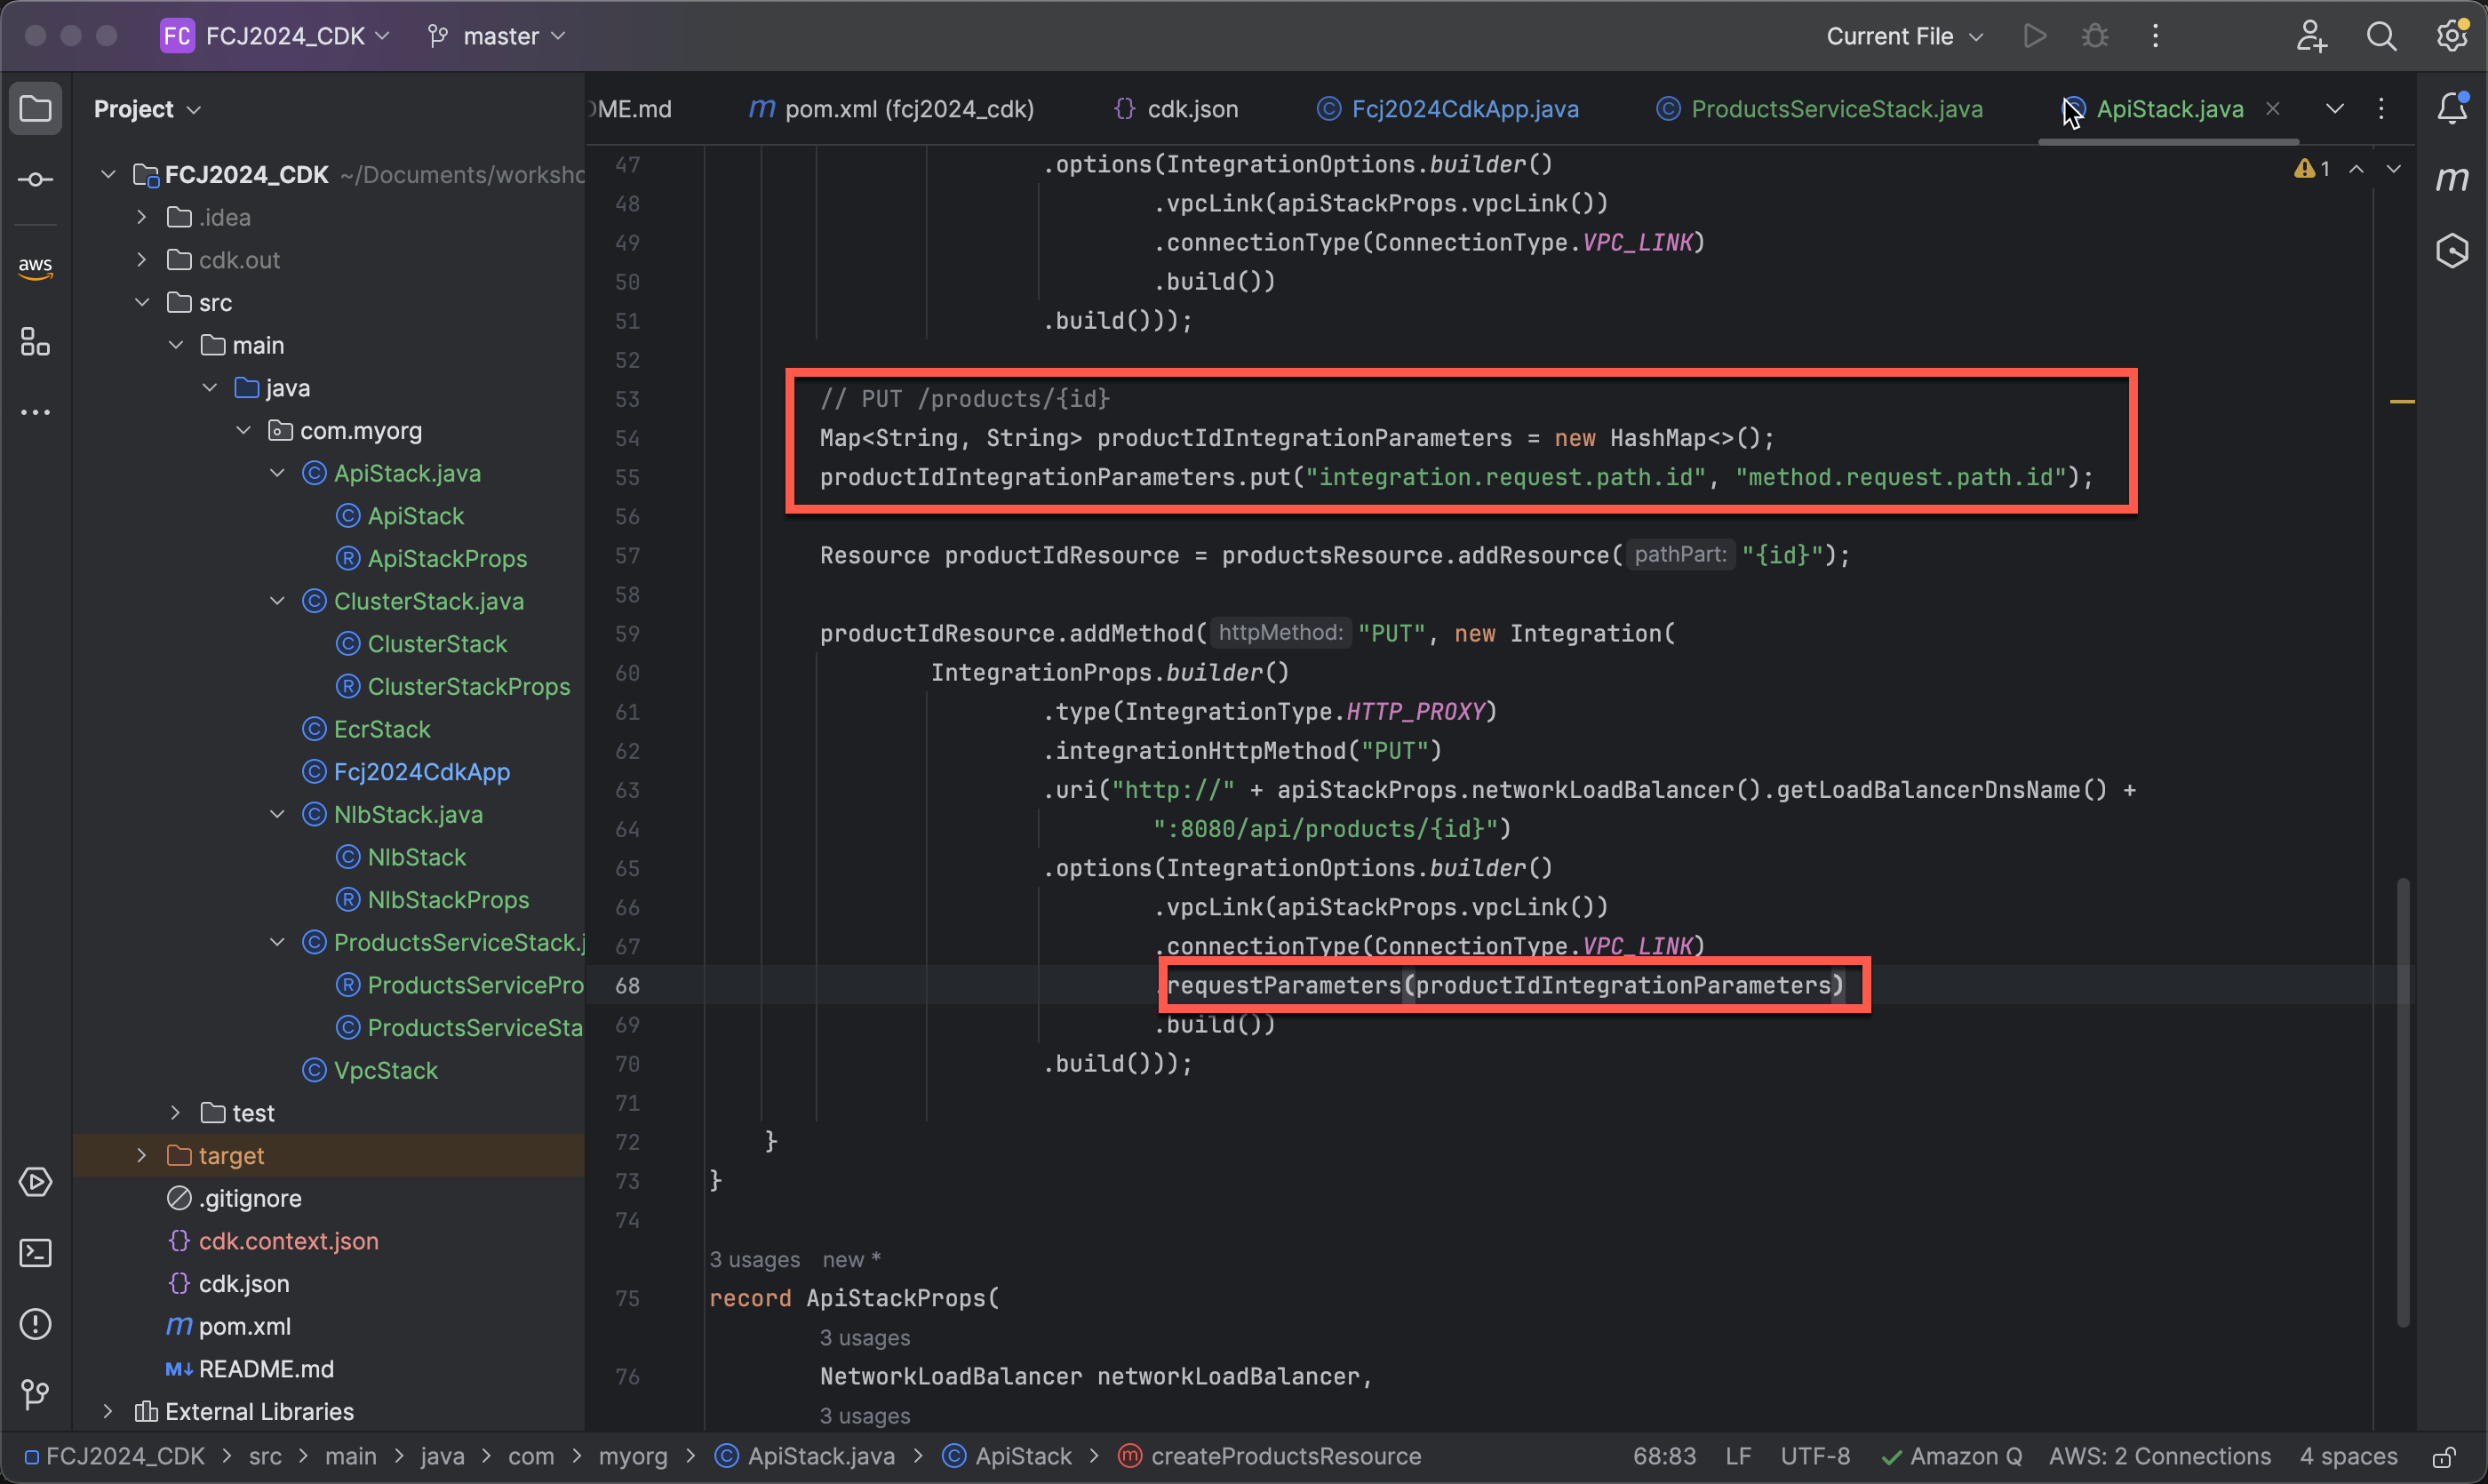 FC FCJ2024_CDK master Current File
Project
DME.md pom.xml (fcj2024_cdk) cdk.json Fcj2024CdkApp.java ProductsServiceStack.java ApiStack.java
FCJ2024_CDK ~/Documents/worksho
.idea
cdk.out
aws
src
main
java
com.myorg
ApiStack.java
ApiStack
ApiStackProps
ClusterStack.java
ClusterStack
ClusterStackProps
EcrStack
Fcj2024CdkApp
NlbStack.java
NlbStack
NlbStackProps
ProductsServiceStack.j
ProductsServicePro
ProductsServiceSta
VpcStack
test
target
.gitignore
cdk.context.json
cdk.json
pom.xml
README.md
External Libraries
1
47 .options(IntegrationOptions.builder()
48 .vpcLink(apiStackProps.vpcLink())
49 .connectionType(ConnectionType.VPC_LINK)
50 .build())
51 .build()));
52
53 // PUT /products/{id}
54 Map<String, String> productIdIntegrationParameters = new HashMap<>();
55 productIdIntegrationParameters.put("integration.request.path.id", "method.request.path.id");
56
57 Resource productIdResource = productsResource.addResource( pathPart: "{id}");
58
59 productIdResource.addMethod( httpMethod: "PUT", new Integration(
60 IntegrationProps.builder()
61 .type(IntegrationType.HTTP_PROXY)
62 .integrationHttpMethod("PUT")
63 .uri("http://" + apiStackProps.networkLoadBalancer().getLoadBalancerDnsName() +
64 ":8080/api/products/{id}")
65 .options(IntegrationOptions.builder()
66 .vpcLink(apiStackProps.vpcLink())
67 .connectionType(ConnectionType.VPC_LINK)
68 .requestParameters(productIdIntegrationParameters)
69 .build())
70 .build()));
71
72 }
73 }
74
3 usages new *
75 record ApiStackProps(
3 usages
76 NetworkLoadBalancer networkLoadBalancer,
3 usages
FCJ2024_CDK > src > main > java > com > myorg > ApiStack.java > ApiStack > createProductsResource 68:83 LF UTF-8 Amazon Q AWS: 2 Connections 4 spaces